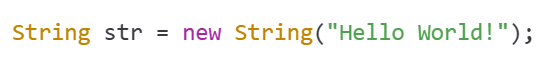 String str = new String("Hello World!");